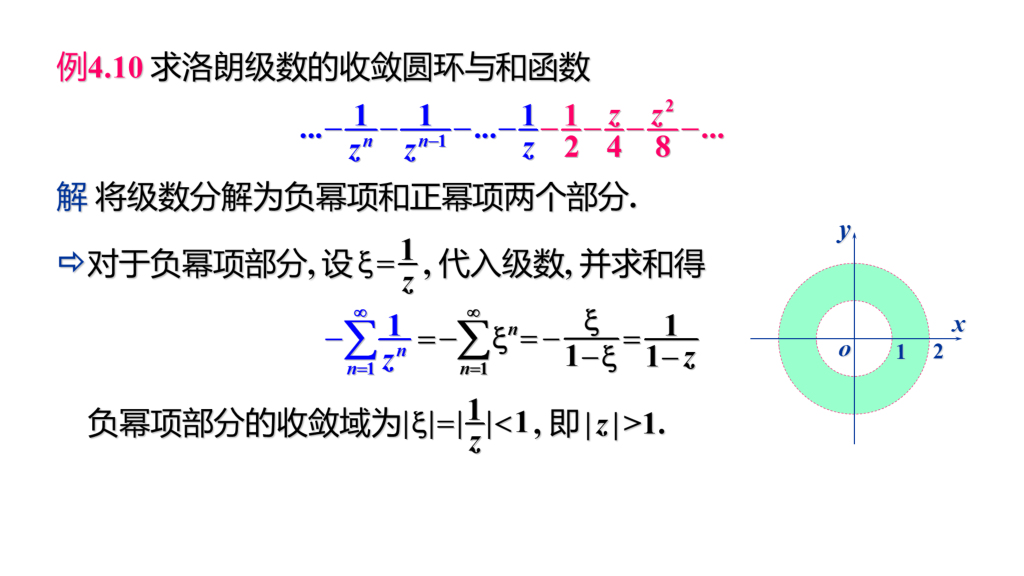 例4.10 求洛朗级数的收敛圆环与和函数
$\cdots-\frac{1}{z^n}-\frac{1}{z^{n-1}}-\cdots-\frac{1}{z}-\frac{1}{2}-\frac{z}{4}-\frac{z^2}{8}-\cdots$
解 将级数分解为负幂项和正幂项两个部分.
⇨对于负幂项部分, 设 $\xi=\frac{1}{z}$, 代入级数, 并求和得
$-\sum_{n=1}^{\infty}\frac{1}{z^n}=-\sum_{n=1}^{\infty}\xi^n=-\frac{\xi}{1-\xi}=\frac{1}{1-z}$
负幂项部分的收敛域为$|\xi|=|\frac{1}{z}|<1$, 即$|z|>1$.
y
x
o 1 2